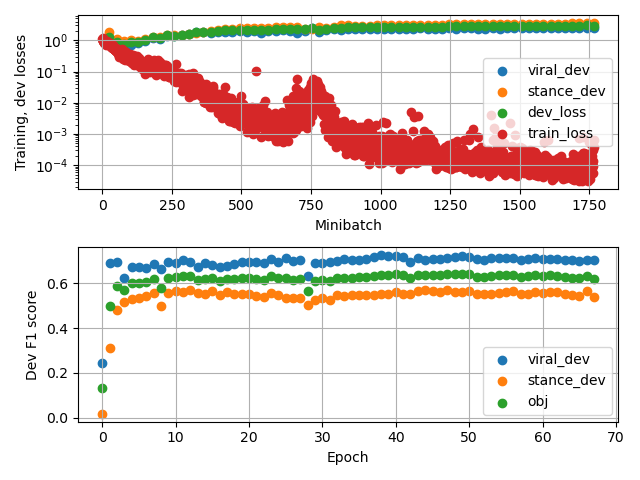 Training, dev losses
10⁰
10⁻¹
10⁻²
10⁻³
10⁻⁴
viral_dev
stance_dev
dev_loss
train_loss
0 250 500 750 1000 1250 1500 1750
Minibatch
Dev F1 score
0.6
0.4
0.2
0.0
viral_dev
stance_dev
obj
0 10 20 30 40 50 60 70
Epoch